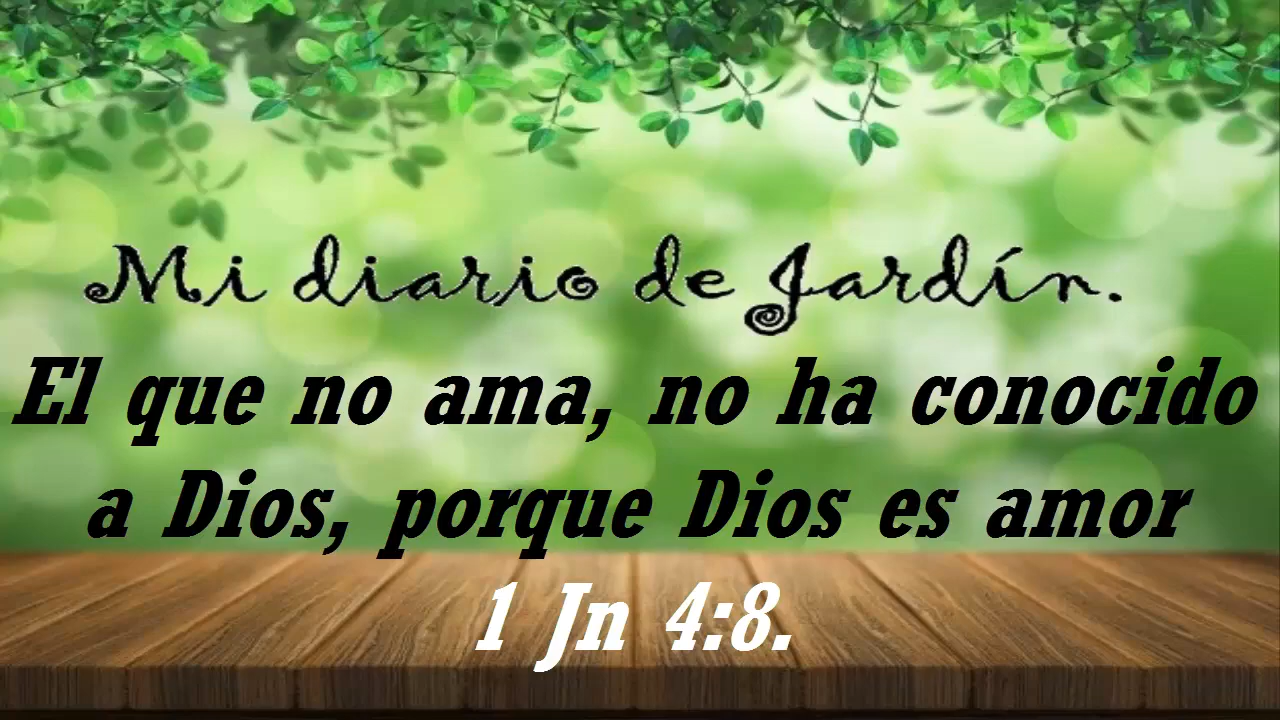 Mi diario de Jardín.
El que no ama, no ha conocido
a Dios, porque Dios es amor
1 Jn 4:8.